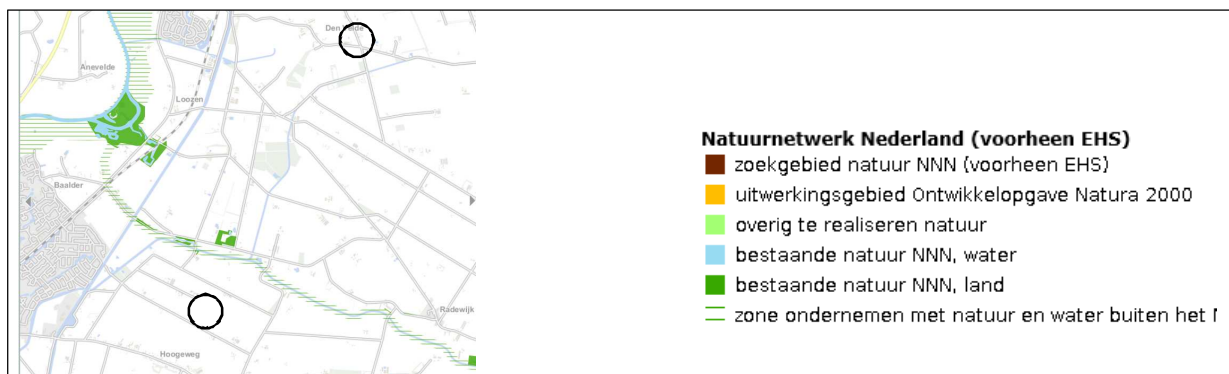 Den Velde
Anevelde
Loozen
Baalder
Radewijk
Hoogeweg
Natuurnetwerk Nederland (voorheen EHS)
zoekgebied natuur NNN (voorheen EHS)
uitwerkingsgebied Ontwikkelopgave Natura 2000
overig te realiseren natuur
bestaande natuur NNN, water
bestaande natuur NNN, land
zone ondernemen met natuur en water buiten het